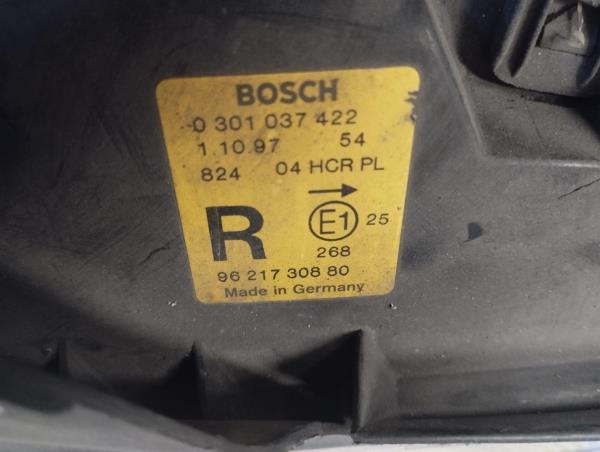 BOSCH
0 301 037 422
1.10 97 54
824 04 HCR PL
→
R E1 25
268
96 217 308 80
Made in Germany